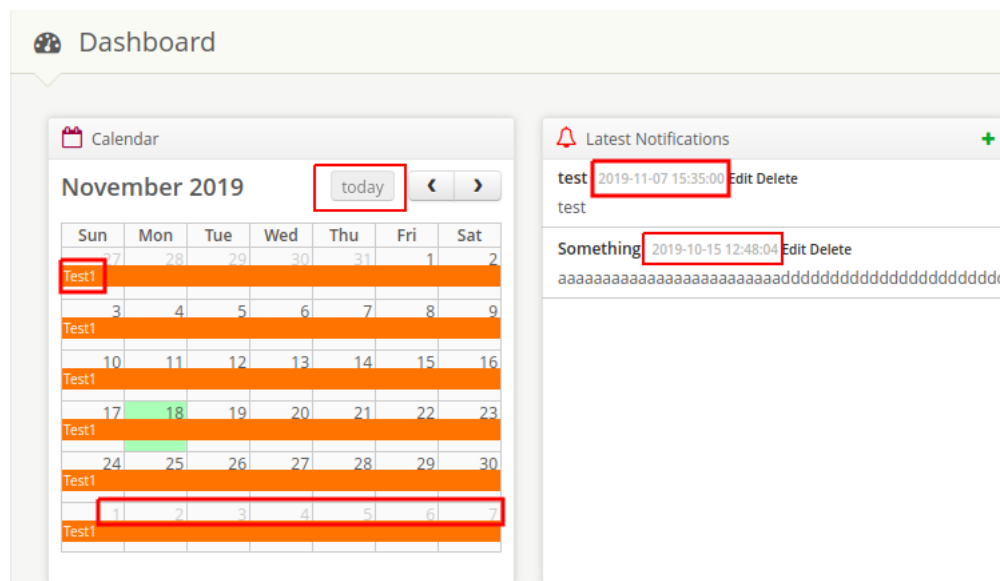 Dashboard
Calendar
November 2019
today
Sun Mon Tue Wed Thu Fri Sat
27 28 29 30 31 1 2
Test1
3 4 5 6 7 8 9
Test1
10 11 12 13 14 15 16
Test1
17 18 19 20 21 22 23
Test1
24 25 26 27 28 29 30
Test1
1 2 3 4 5 6 7
Test1
Latest Notifications
test 2019-11-07 15:35:00 Edit Delete
test
Something 2019-10-15 12:48:04 Edit Delete